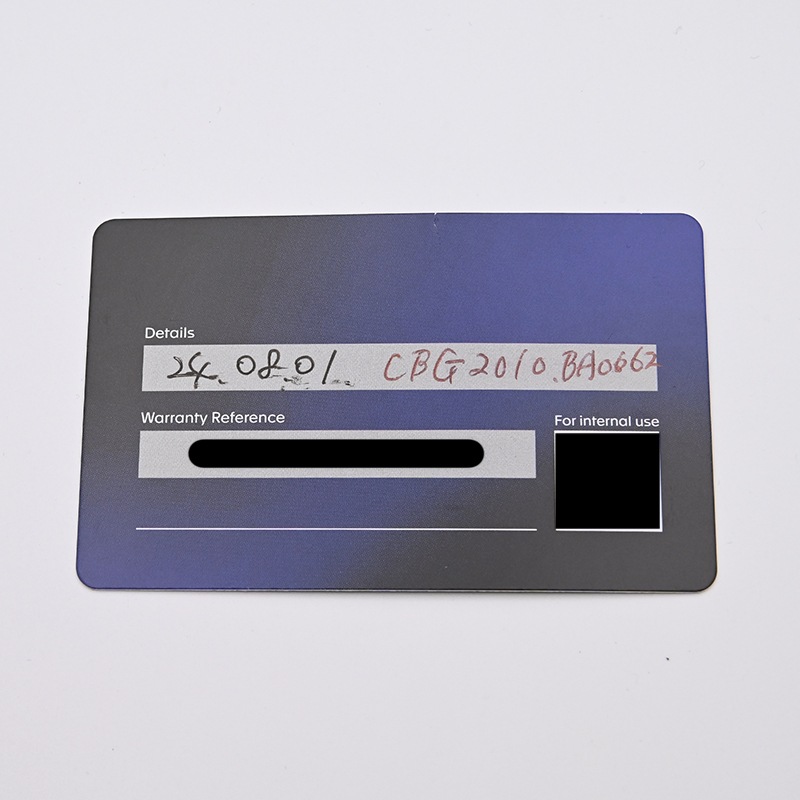 Details
24.08.01. CBG2010.BA0662
Warranty Reference
For internal use